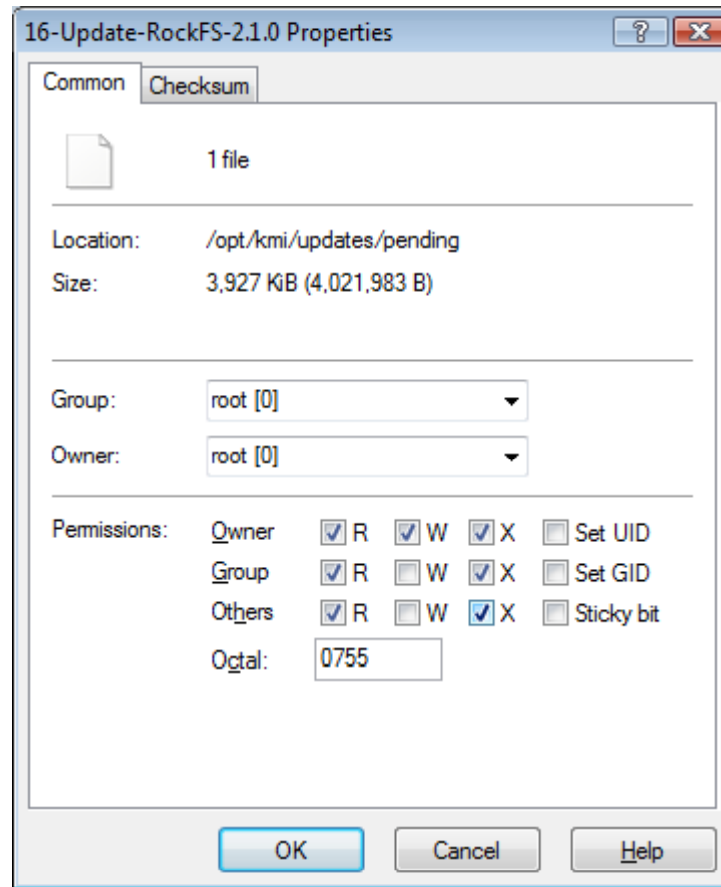 16-Update-RockFS-2.1.0 Properties
Common Checksum
1 file
Location: /opt/kmi/updates/pending
Size: 3,927 KiB (4,021,983 B)
Group: root [0]
Owner: root [0]
Permissions: Owner R W X Set UID
Group R W X Set GID
Others R W X Sticky bit
Octal: 0755
OK Cancel Help